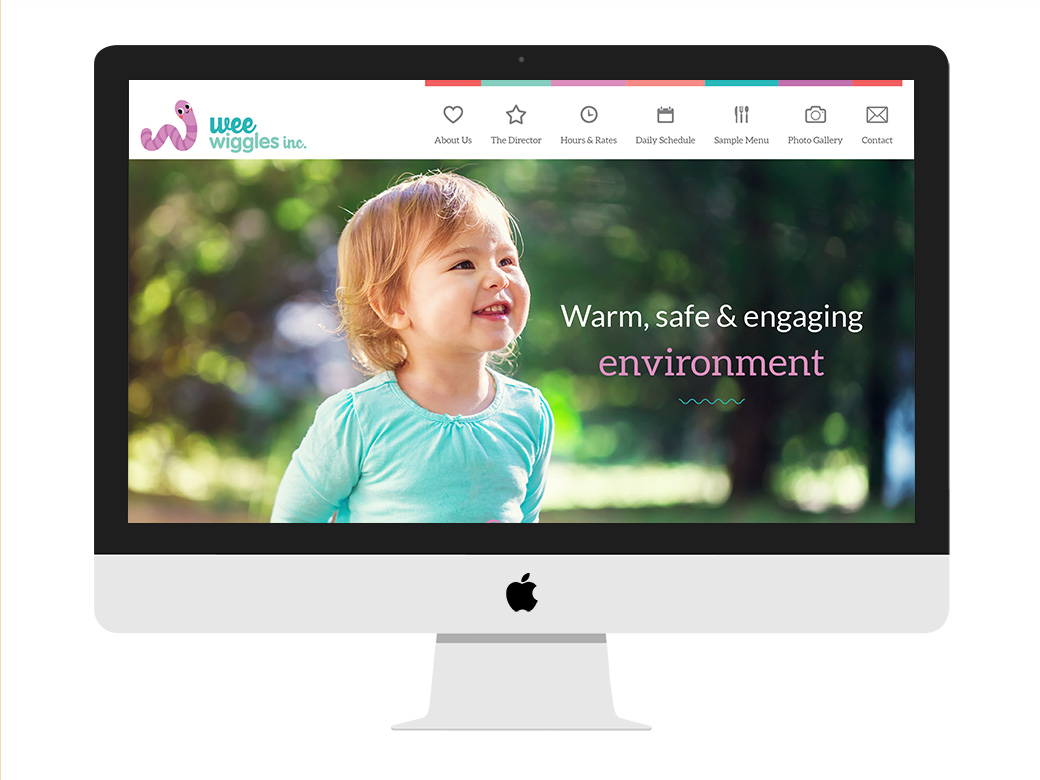 wee
wiggles inc.
About Us
The Director
Hours & Rates
Daily Schedule
Sample Menu
Photo Gallery
Contact
Warm, safe & engaging
environment